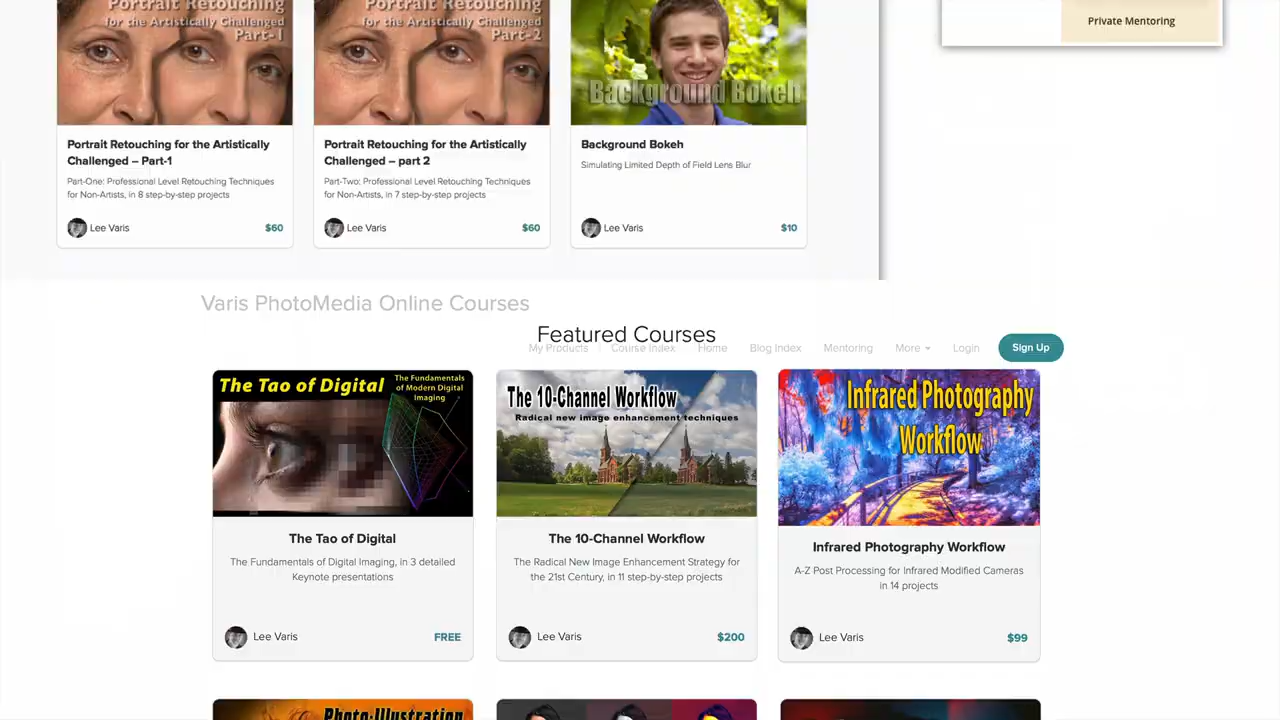 Private Mentoring
Portrait Retouching
for the Artistically Challenged
Part-1
Portrait Retouching
for the Artistically Challenged
Part-2
Background Bokeh
Portrait Retouching for the Artistically
Challenged – Part-1
Part-One: Professional Level Retouching Techniques
for Non-Artists, in 8 step-by-step projects
Lee Varis
$60
Portrait Retouching for the Artistically
Challenged – part 2
Part-Two: Professional Level Retouching Techniques
for Non-Artists, in 7 step-by-step projects
Lee Varis
$60
Background Bokeh
Simulating Limited Depth of Field Lens Blur
Lee Varis
$10
Varis PhotoMedia Online Courses
Featured Courses
My Products
Course Index
Home
Blog Index
Mentoring
More
Login
Sign Up
The Tao of Digital
The Fundamentals
of Modern Digital
Imaging
The Tao of Digital
The Fundamentals of Digital Imaging, in 3 detailed
Keynote presentations
Lee Varis
FREE
The 10-Channel Workflow
Radical new image enhancement techniques
The 10-Channel Workflow
The Radical New Image Enhancement Strategy for
the 21st Century, in 11 step-by-step projects
Lee Varis
$200
Infrared Photography
Workflow
Infrared Photography Workflow
A-Z Post Processing for Infrared Modified Cameras
in 14 projects
Lee Varis
$99
Photo-Illustration